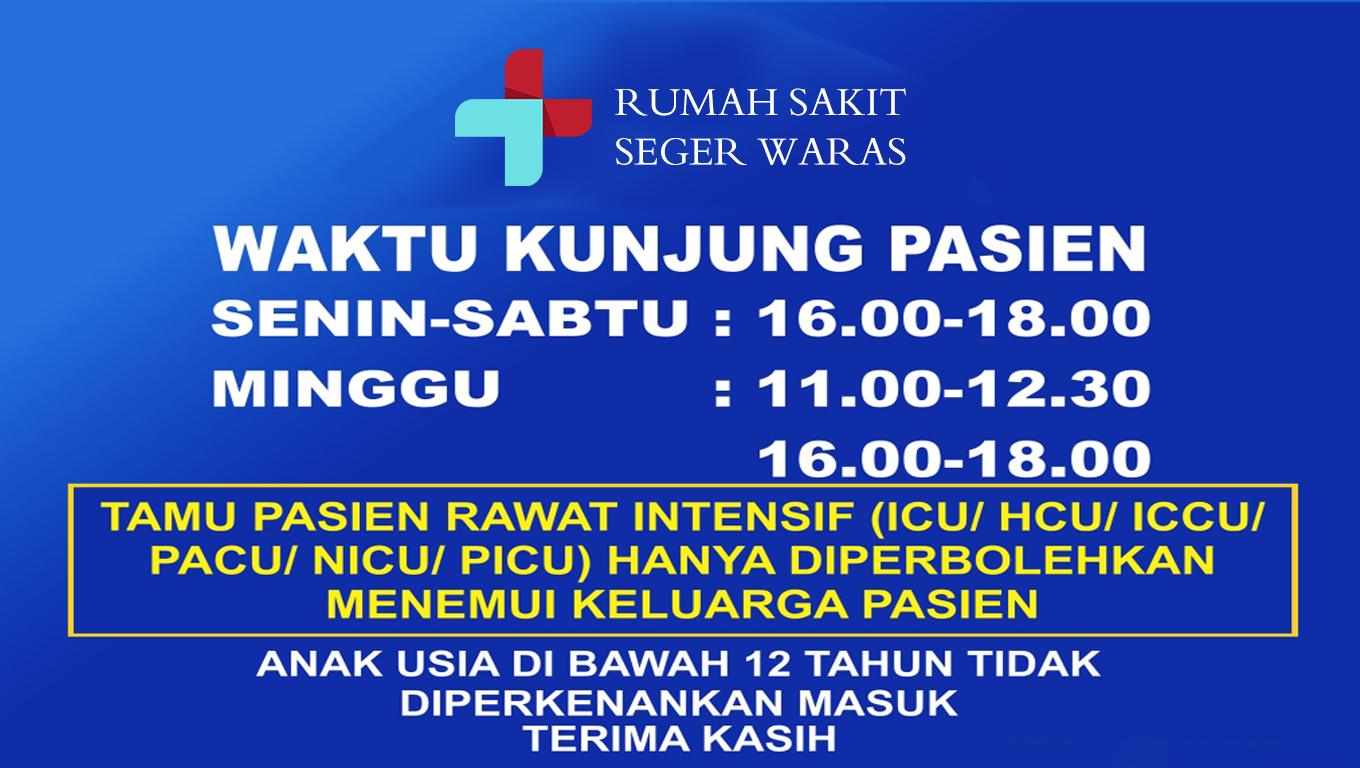 RUMAH SAKIT
SEGER WARAS
WAKTU KUNJUNG PASIEN
SENIN-SABTU : 16.00-18.00
MINGGU : 11.00-12.30
16.00-18.00
TAMU PASIEN RAWAT INTENSIF (ICU/ HCU/ ICCU/
PACU/ NICU/ PICU) HANYA DIPERBOLEHKAN
MENEMUI KELUARGA PASIEN
ANAK USIA DI BAWAH 12 TAHUN TIDAK
DIPERKENANKAN MASUK
TERIMA KASIH